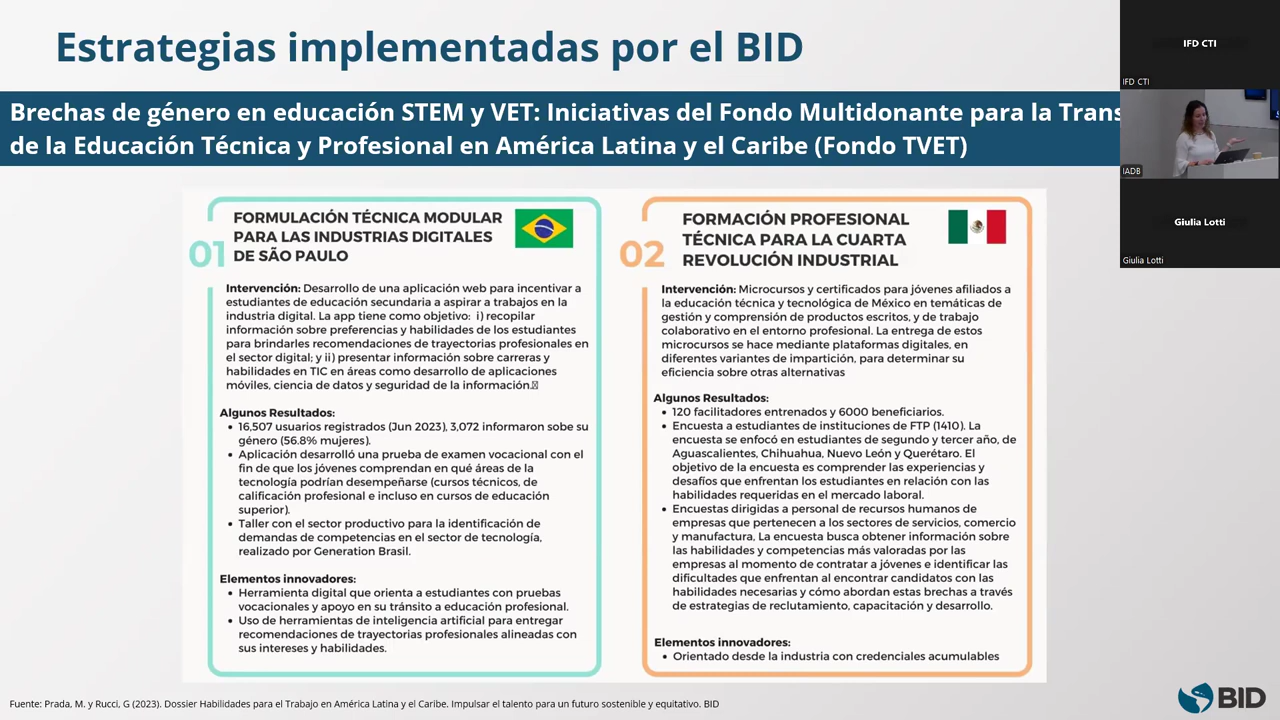 Estrategias implementadas por el BID
Brechas de género en educación STEM y VET: Iniciativas del Fondo Multidonante para la Trans
de la Educación Técnica y Profesional en América Latina y el Caribe (Fondo TVET)
01
FORMULACIÓN TÉCNICA MODULAR
PARA LAS INDUSTRIAS DIGITALES
DE SÃO PAULO
Intervención: Desarrollo de una aplicación web para incentivar a
estudiantes de educación secundaria a aspirar a trabajos en la
industria digital. La app tiene como objetivo: i) recopilar
información sobre preferencias y habilidades de los estudiantes
para brindarles recomendaciones de trayectorias profesionales en
el sector digital; y ii) presentar información sobre carreras y
habilidades en TIC en áreas como desarrollo de aplicaciones
móviles, ciencia de datos y seguridad de la información.
Algunos Resultados:
• 16,507 usuarios registrados (Jun 2023), 3,072 informaron sobe su
género (56.8% mujeres).
• Aplicación desarrolló una prueba de examen vocacional con el
fin de que los jóvenes comprendan en qué áreas de la
tecnología podrían desempeñarse (cursos técnicos, de
calificación profesional e incluso en cursos de educación
superior).
• Taller con el sector productivo para la identificación de
demandas de competencias en el sector de tecnología,
realizado por Generation Brasil.
Elementos innovadores:
• Herramienta digital que orienta a estudiantes con pruebas
vocacionales y apoyo en su tránsito a educación profesional.
• Uso de herramientas de inteligencia artificial para entregar
recomendaciones de trayectorias profesionales alineadas con
sus intereses y habilidades.
02
FORMACIÓN PROFESIONAL
TÉCNICA PARA LA CUARTA
REVOLUCIÓN INDUSTRIAL
Intervención: Microcursos y certificados para jóvenes afiliados a
la educación técnica y tecnológica de México en temáticas de
gestión y comprensión de productos escritos, y de trabajo
colaborativo en el entorno profesional. La entrega de estos
microcursos se hace mediante plataformas digitales, en
diferentes variantes de impartición, para determinar su
eficiencia sobre otras alternativas
Algunos Resultados:
• 120 facilitadores entrenados y 6000 beneficiarios.
• Encuesta a estudiantes de instituciones de FTP (1410). La
encuesta se enfocó en estudiantes de segundo y tercer año, de
Aguascalientes, Chihuahua, Nuevo León y Querétaro. El
objetivo de la encuesta es comprender las experiencias y
desafíos que enfrentan los estudiantes en relación con las
habilidades requeridas en el mercado laboral.
• Encuestas dirigidas a personal de recursos humanos de
empresas que pertenecen a los sectores de servicios, comercio
y manufactura, La encuesta busca obtener información sobre
las habilidades y competencias más valoradas por las
empresas al momento de contratar a jóvenes e identificar las
dificultades que enfrentan al encontrar candidatos con las
habilidades necesarias y cómo abordan estas brechas a través
de estrategias de reclutamiento, capacitación y desarrollo.
Elementos innovadores:
• Orientado desde la industria con credenciales acumulables
Fuente: Prada, M. y Rucci, G (2023). Dossier Habilidades para el Trabajo en América Latina y el Caribe. Impulsar el talento para un futuro sostenible y equitativo. BID
BID
IFD CTI
IFD CTI
IADB
Giulia Lotti
Giulia Lotti